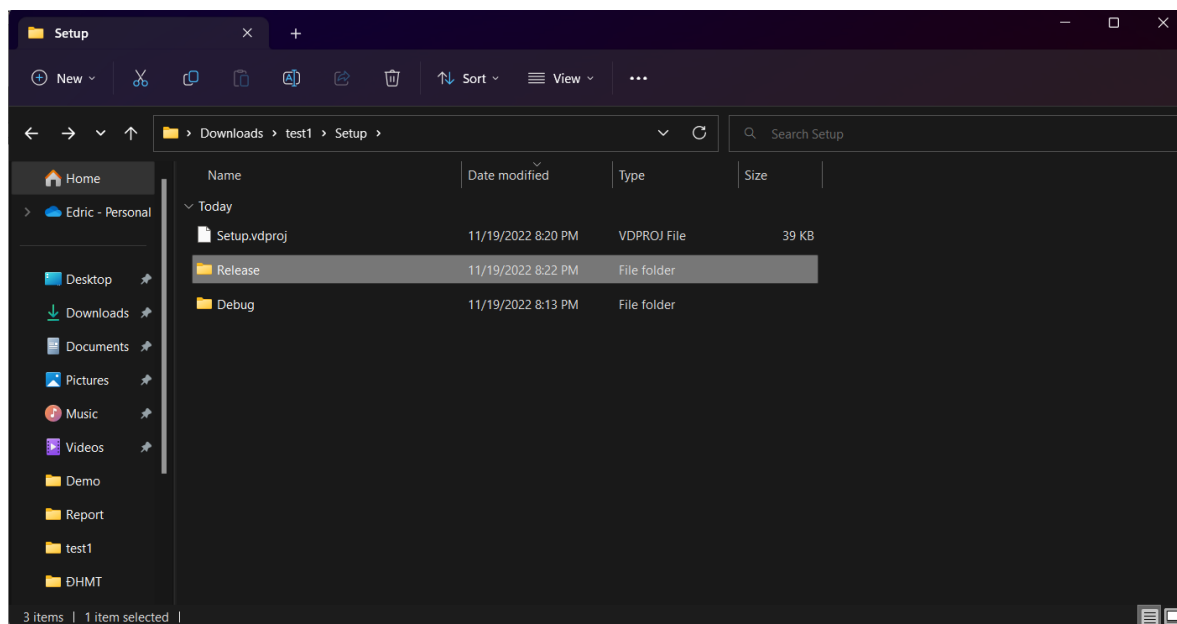 Setup
New
Sort
View
Downloads > test1 > Setup >
Search Setup
Home
Edric - Personal
Desktop
Downloads
Documents
Pictures
Music
Videos
Demo
Report
test1
ĐHMT
Name Date modified Type Size
Today
Setup.vdproj 11/19/2022 8:20 PM VDPROJ File 39 KB
Release 11/19/2022 8:22 PM File folder
Debug 11/19/2022 8:13 PM File folder
3 items | 1 item selected |